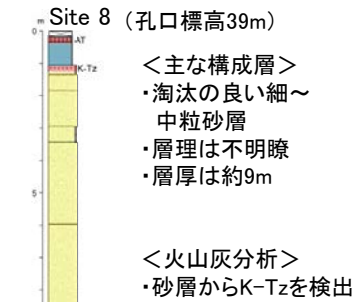 m Site 8 (孔口標高39m)
0
AT
K-Tz
＜主な構成層＞
・淘汰の良い細～
中粒砂層
・層理は不明瞭
・層厚は約9m
5
＜火山灰分析＞
・砂層からK-Tzを検出